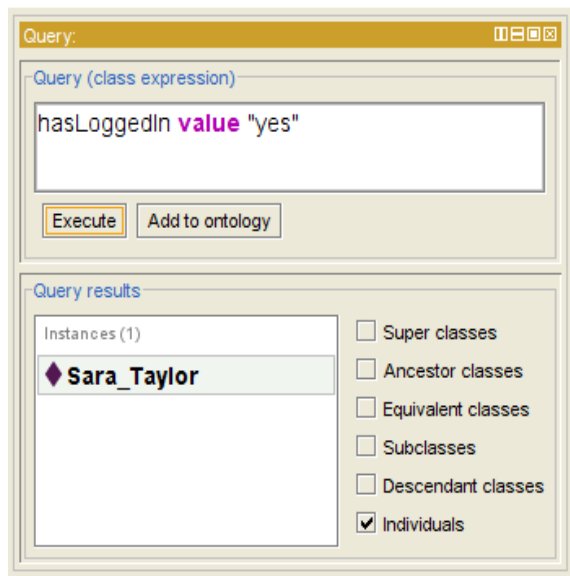 Query:
Query (class expression)
hasLoggedIn value "yes"
Execute
Add to ontology
Query results
Instances (1)
Sara_Taylor
Super classes
Ancestor classes
Equivalent classes
Subclasses
Descendant classes
Individuals